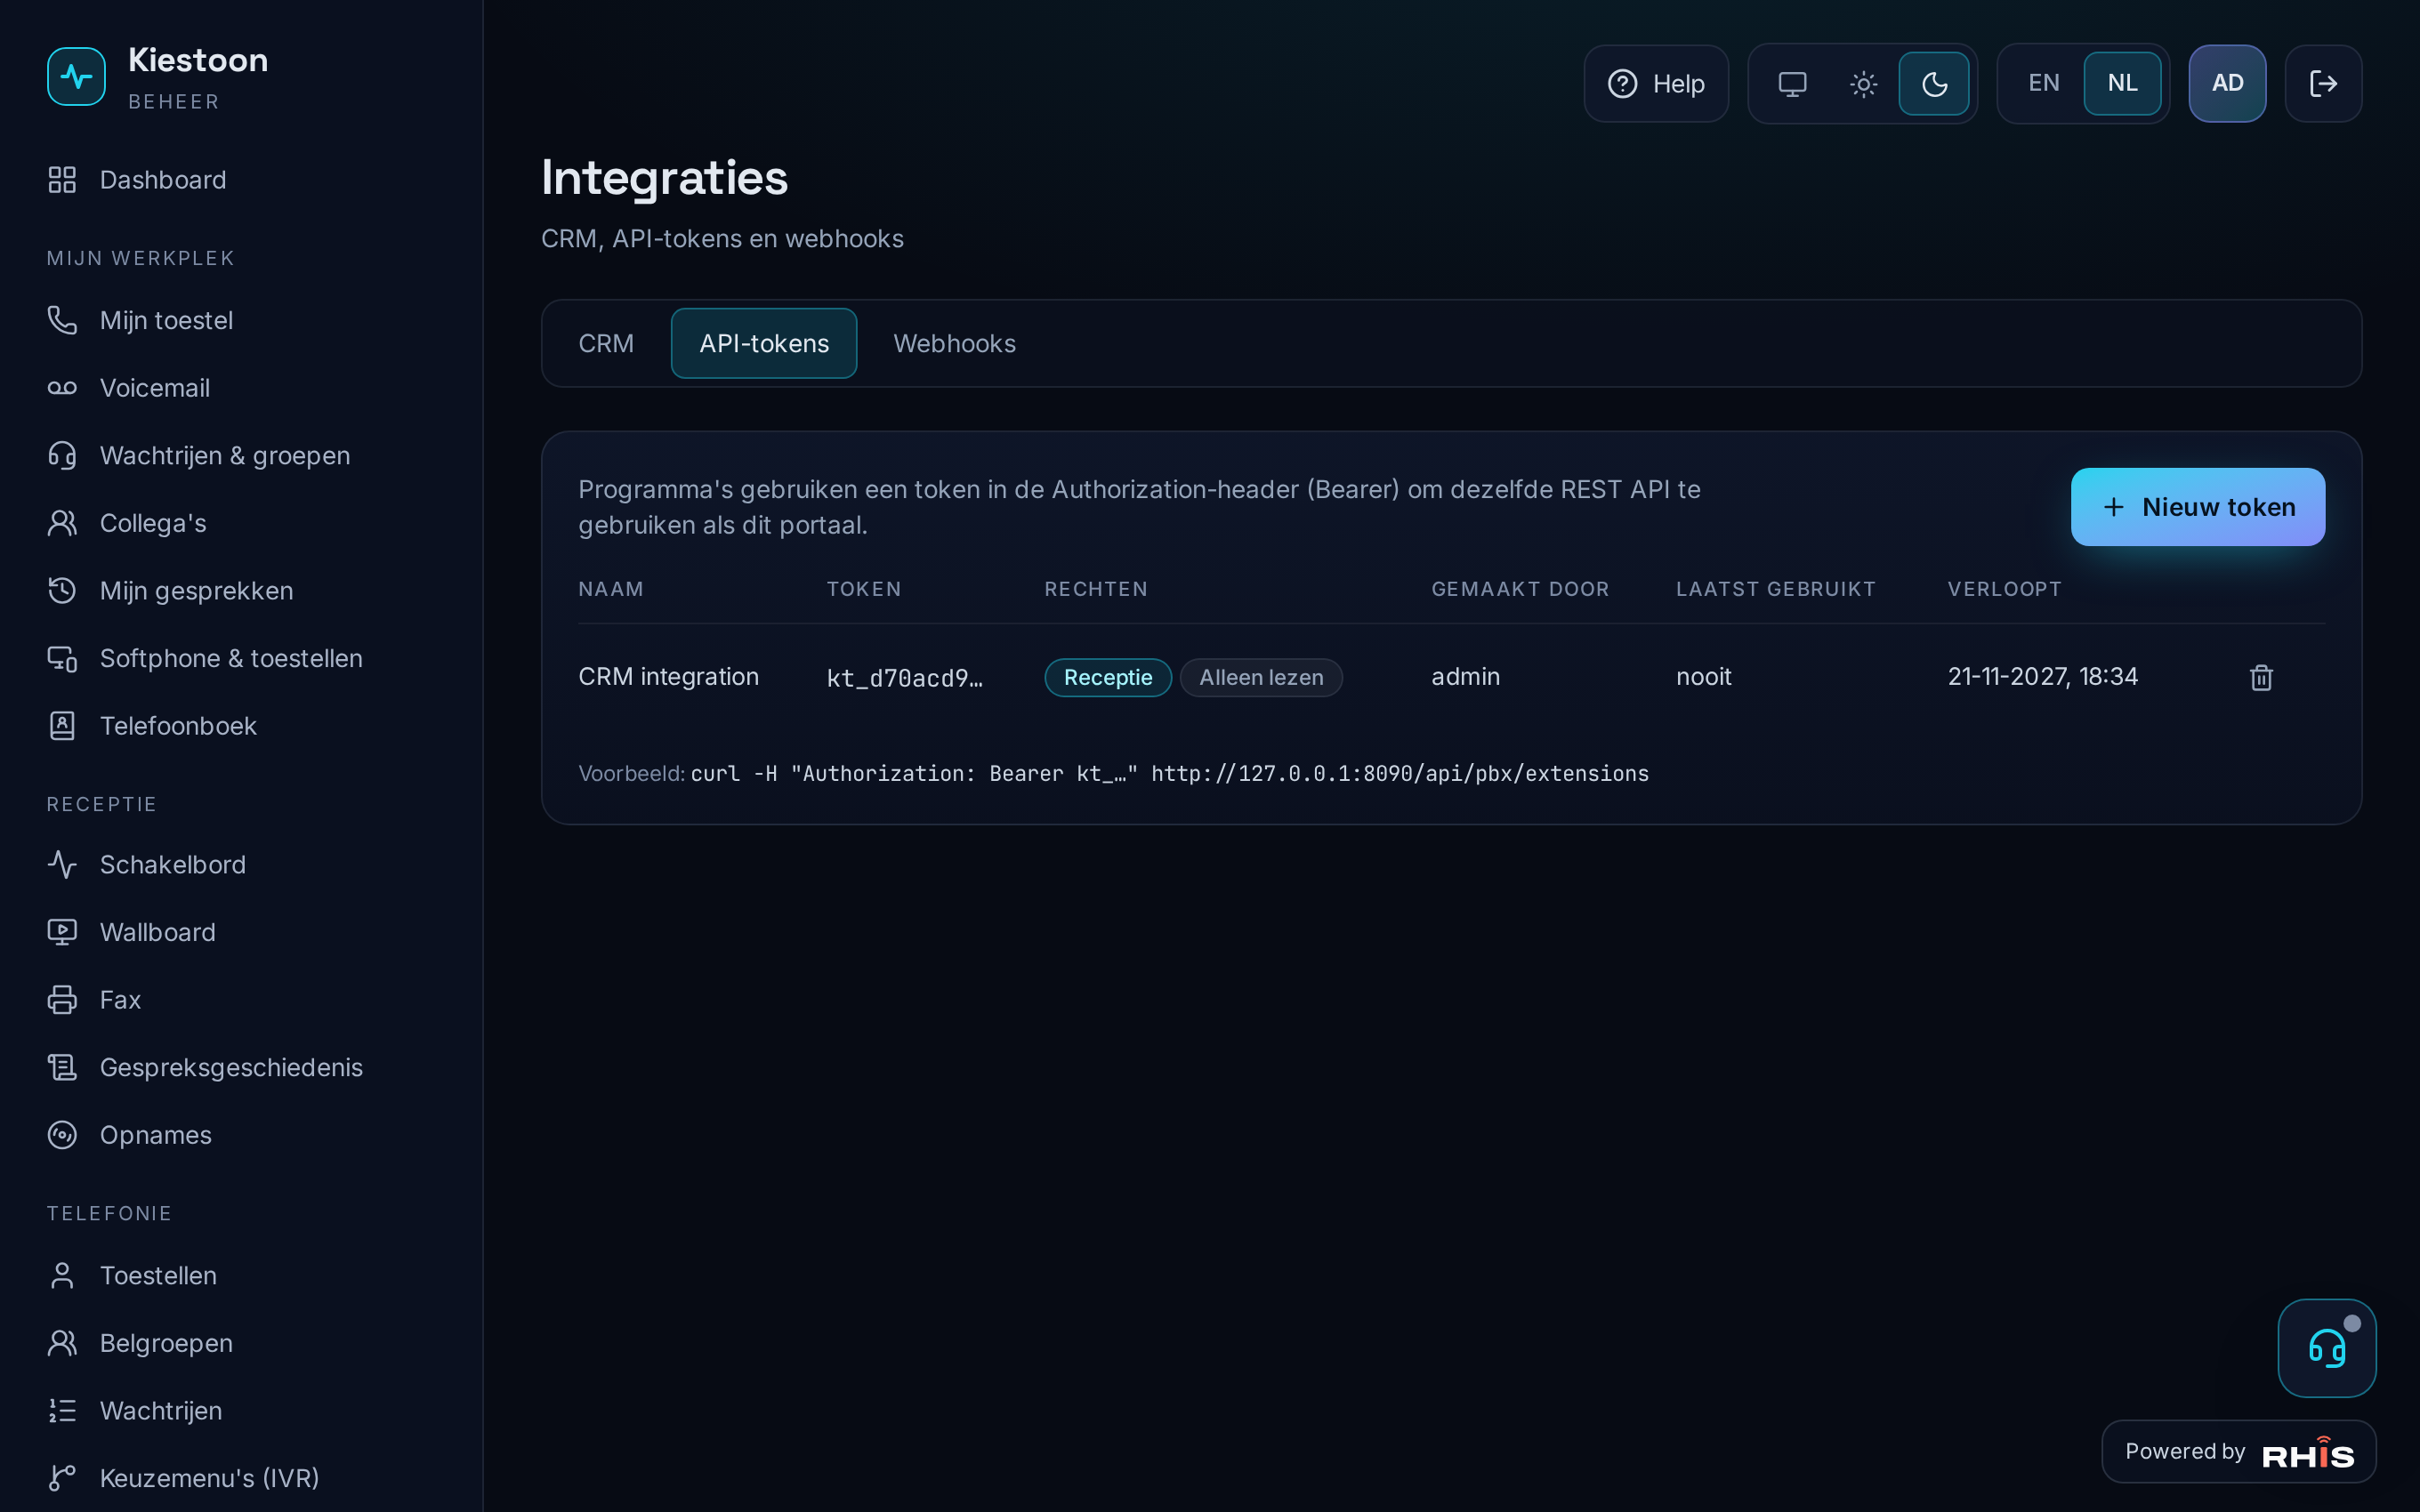 Kiestoon
BEHEER
Dashboard
MIJN WERKPLEK
Mijn toestel
Voicemail
Wachtrijen & groepen
Collega's
Mijn gesprekken
Softphone & toestellen
Telefoonboek
RECEPTIE
Schakelbord
Wallboard
Fax
Gespreksgeschiedenis
Opnames
TELEFONIE
Toestellen
Belgroepen
Wachtrijen
Keuzemenu's (IVR)
Help
EN NL
AD
Integraties
CRM, API-tokens en webhooks
CRM API-tokens Webhooks
Programma's gebruiken een token in de Authorization-header (Bearer) om dezelfde REST API te
gebruiken als dit portaal.
Nieuw token
NAAM TOKEN RECHTEN GEMAAKT DOOR LAATST GEBRUIKT VERLOOPT
CRM integration kt_d70acd9… Receptie Alleen lezen admin nooit 21-11-2027, 18:34
Voorbeeld: curl -H "Authorization: Bearer kt_…" http://127.0.0.1:8090/api/pbx/extensions
Powered by RHIS